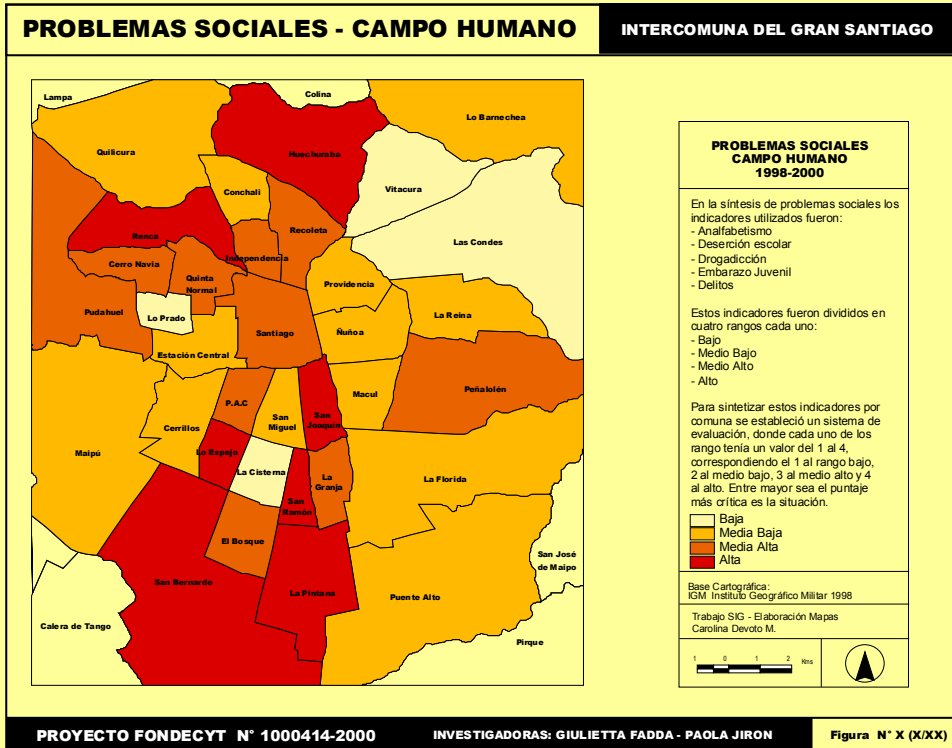 PROBLEMAS SOCIALES - CAMPO HUMANO
INTERCOMUNA DEL GRAN SANTIAGO
Lampa
Colina
Lo Barnechea
Quilicura
Huechuraba
Conchalí
Vitacura
Renca
Recoleta
Las Condes
Independencia
Cerro Navia
Quinta
Normal
Providencia
Pudahuel
Lo Prado
La Reina
Santiago
Ñuñoa
Estación Central
Peñalolén
P.A.C
Macul
San
Miguel
San
Joaquín
Cerrillos
Maipú
Lo Espejo
La Cisterna
La
Granja
La Florida
San
Ramón
El Bosque
San José
de Maipo
San Bernardo
La Pintana
Puente Alto
Calera de Tango
Pirque
PROBLEMAS SOCIALES
CAMPO HUMANO
1998-2000
En la síntesis de problemas sociales los
indicadores utilizados fueron:
- Analfabetismo
- Deserción escolar
- Drogadicción
- Embarazo Juvenil
- Delitos
Estos indicadores fueron divididos en
cuatro rangos cada uno:
- Bajo
- Medio Bajo
- Medio Alto
- Alto
Para sintetizar estos indicadores por
comuna se estableció un sistema de
evaluación, donde cada uno de los
rango tenía un valor del 1 al 4,
correspondiendo el 1 al rango bajo,
2 al medio bajo, 3 al medio alto y 4
al alto. Entre mayor sea el puntaje
más crítica es la situación.
Baja
Media Baja
Media Alta
Alta
Base Cartográfica:
IGM Instituto Geográfico Militar 1998
Trabajo SIG - Elaboración Mapas
Carolina Devoto M.
1 0 1 2 Kms
PROYECTO FONDECYT N° 1000414-2000
INVESTIGADORAS: GIULIETTA FADDA - PAOLA JIRON
Figura N° X (X/XX)